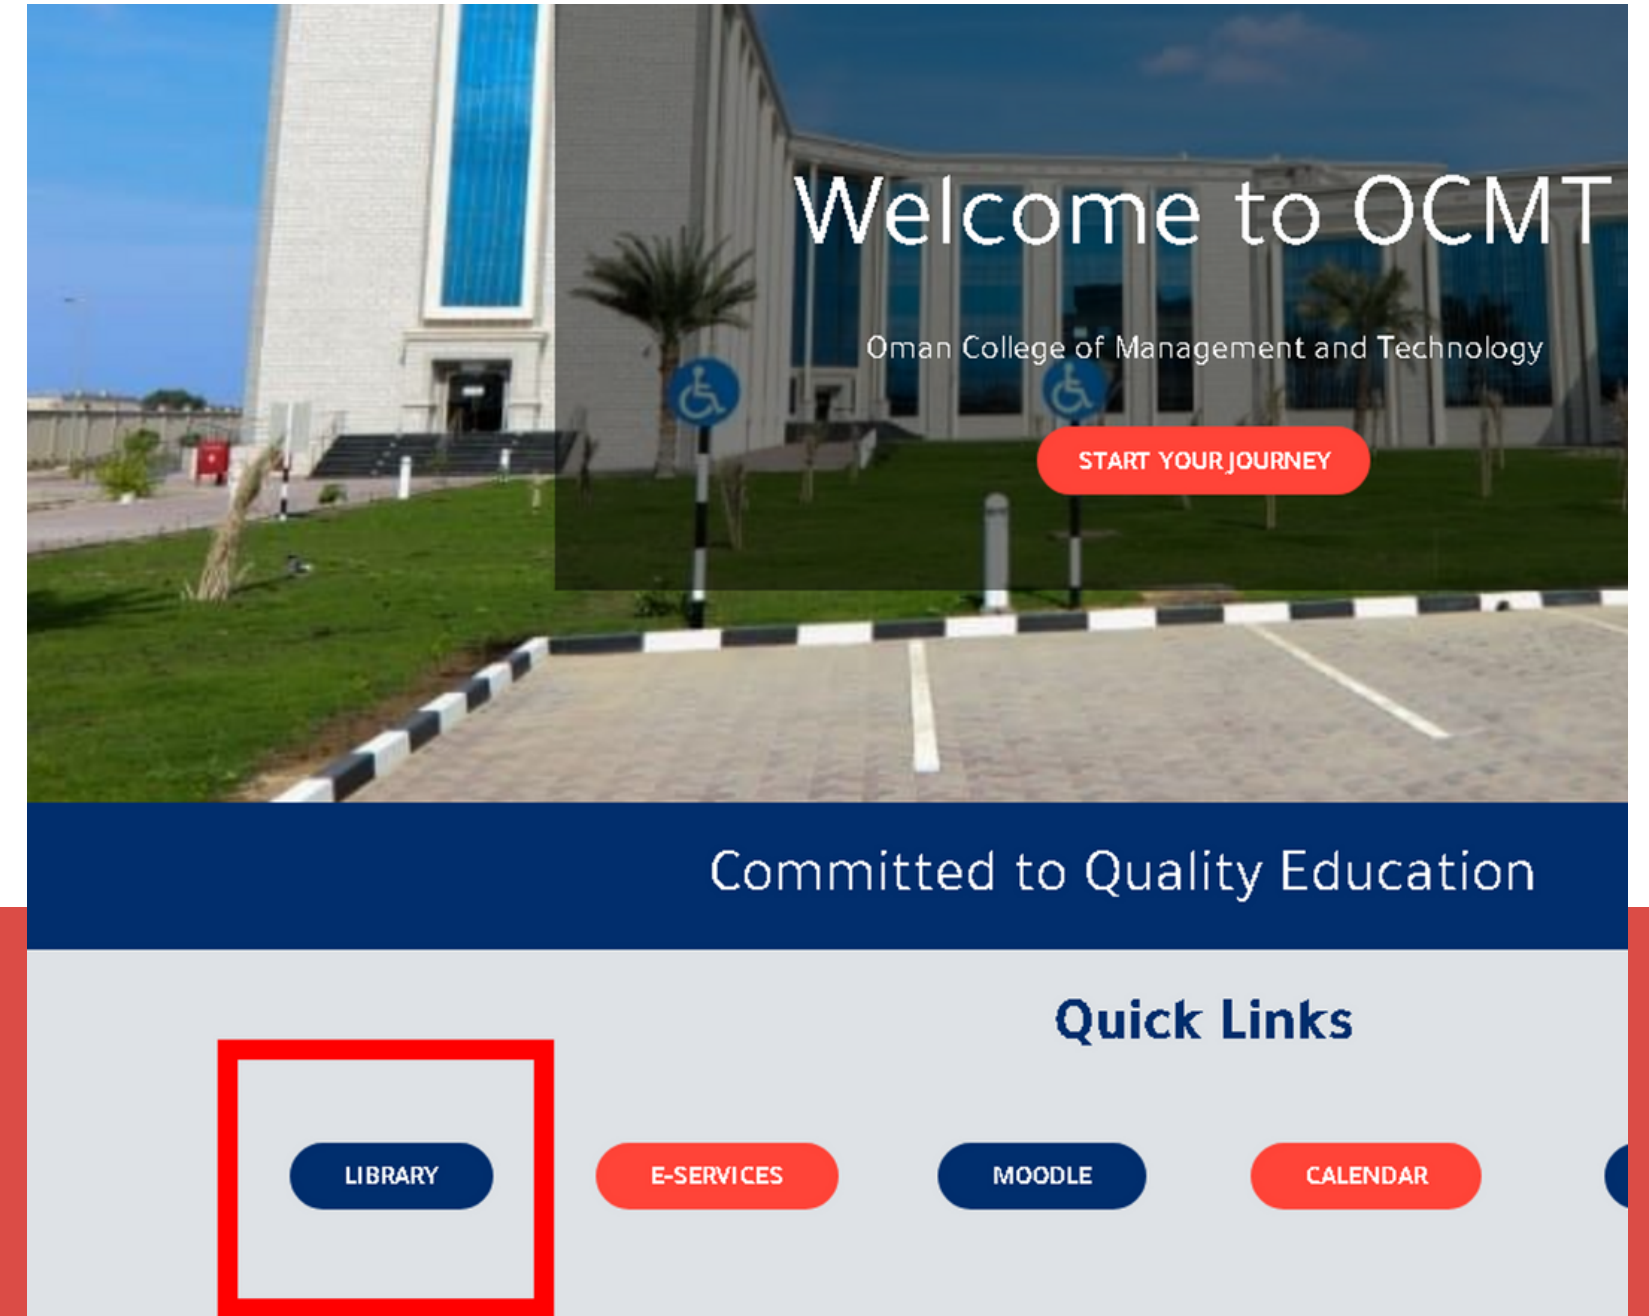 Welcome to OCMT
Oman College of Management and Technology
START YOUR JOURNEY
Committed to Quality Education
Quick Links
LIBRARY
E-SERVICES
MOODLE
CALENDAR